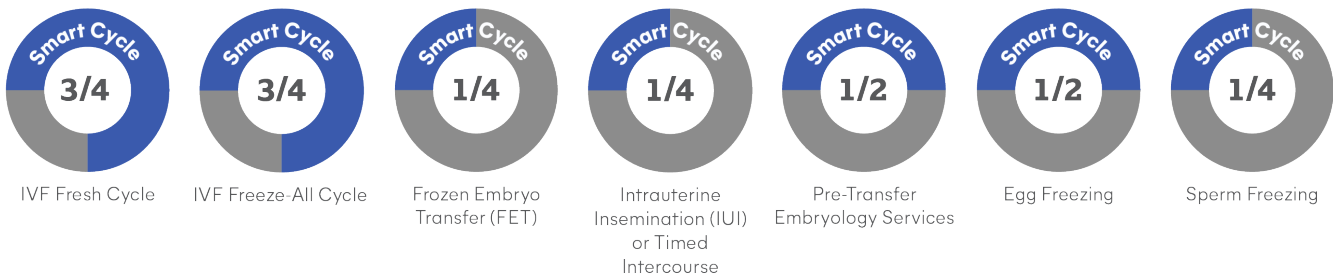 Smart Cycle
3/4
IVF Fresh Cycle
Smart Cycle
3/4
IVF Freeze-All Cycle
Smart Cycle
1/4
Frozen Embryo
Transfer (FET)
Smart Cycle
1/4
Intrauterine
Insemination (IUI)
or Timed
Intercourse
Smart Cycle
1/2
Pre-Transfer
Embryology Services
Smart Cycle
1/2
Egg Freezing
Smart Cycle
1/4
Sperm Freezing